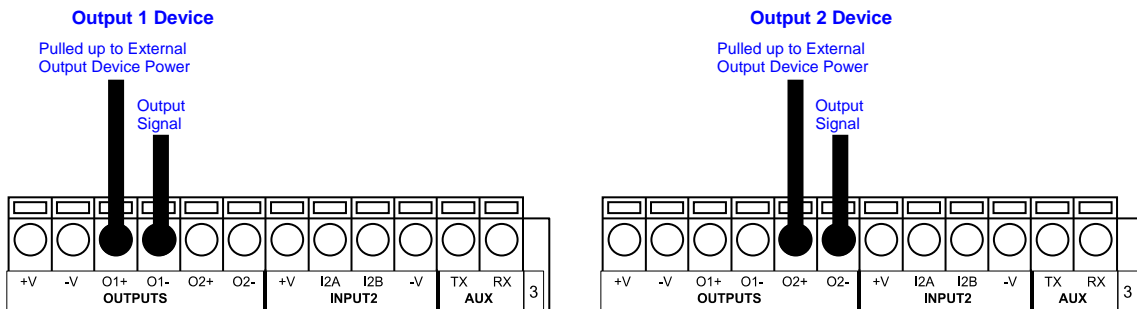 Output 1 Device
Pulled up to External
Output Device Power
Output
Signal
+V -V O1+ O1- O2+ O2- +V I2A I2B -V TX RX
OUTPUTS INPUT2 AUX
3
Output 2 Device
Pulled up to External
Output Device Power
Output
Signal
+V -V O1+ O1- O2+ O2- +V I2A I2B -V TX RX
OUTPUTS INPUT2 AUX
3